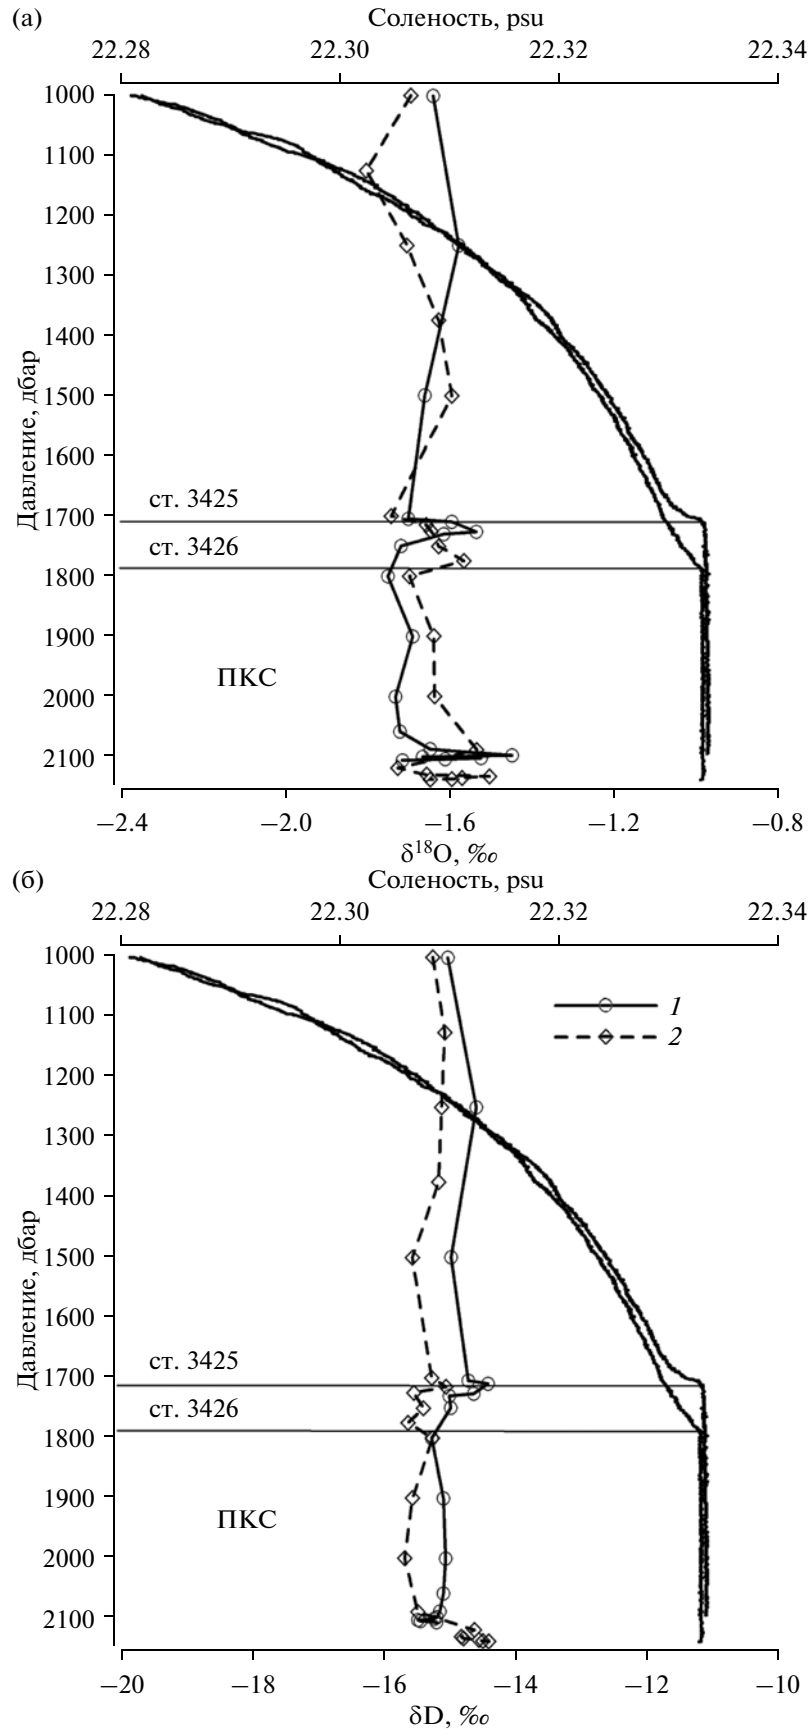 (а)
Соленость, psu
22.28 22.30 22.32 22.34
1000
1100
1200
1300
1400
1500
1600
1700
1800
1900
2000
2100
Давление, дбар
ст. 3425
ст. 3426
ПКС
−2.4 −2.0 −1.6 −1.2 −0.8
δ¹⁸O, ‰
(б)
Соленость, psu
22.28 22.30 22.32 22.34
1000
1100
1200
1300
1400
1500
1600
1700
1800
1900
2000
2100
Давление, дбар
1
2
ст. 3425
ст. 3426
ПКС
−20 −18 −16 −14 −12 −10
δD, ‰